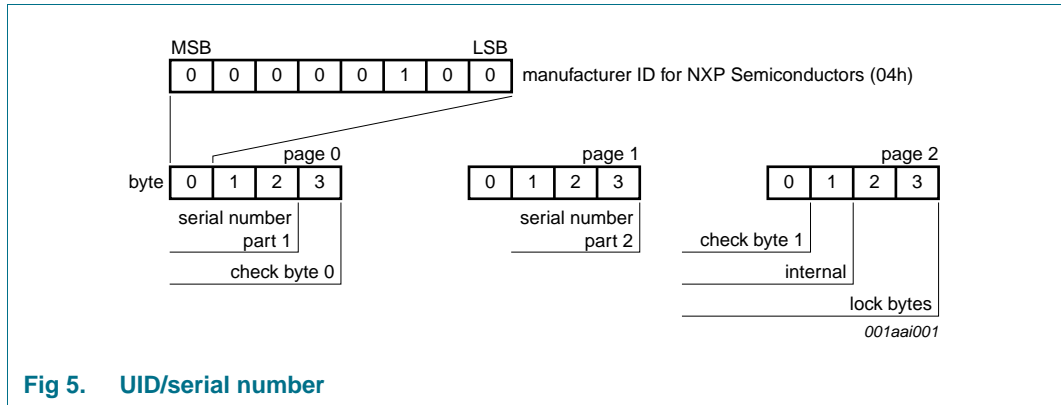 MSB LSB
0 0 0 0 0 1 0 0 manufacturer ID for NXP Semiconductors (04h)
page 0 page 1 page 2
byte 0 1 2 3 0 1 2 3 0 1 2 3
serial number
part 1
check byte 0
serial number
part 2
check byte 1
internal
lock bytes
001aai001
Fig 5. UID/serial number